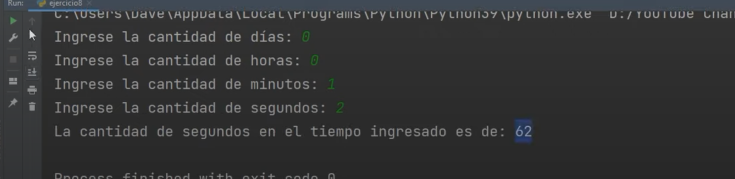 Run: ejercicio8 ×
C:\Users\Dave\AppData\Local\Programs\Python\Python39\python.exe "D:/YouTube Chan
Ingrese la cantidad de días: 0
Ingrese la cantidad de horas: 0
Ingrese la cantidad de minutos: 1
Ingrese la cantidad de segundos: 2
La cantidad de segundos en el tiempo ingresado es de: 62
Process finished with exit code 0